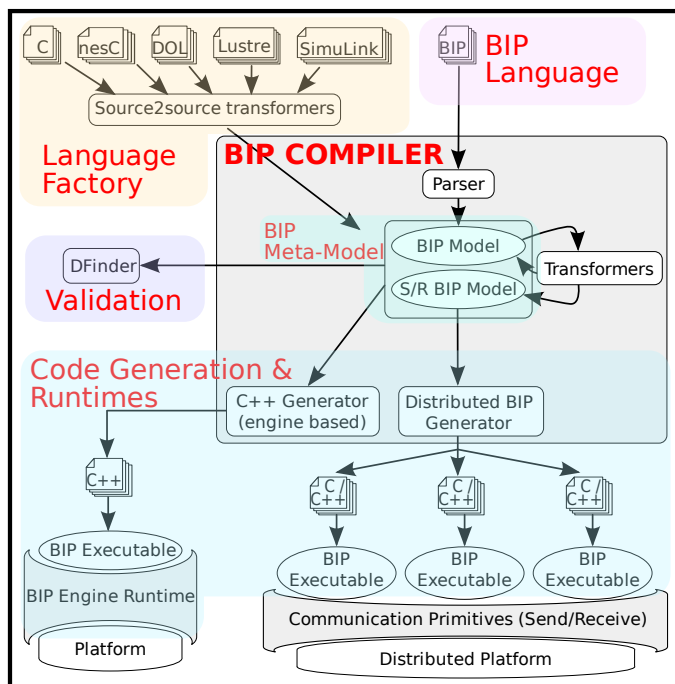 C
nesC
DOL
Lustre
SimuLink
Source2source transformers
Language
Factory
BIP
BIP
Language
BIP COMPILER
Parser
BIP
Meta-Model
BIP Model
S/R BIP Model
Transformers
DFinder
Validation
Code Generation &
Runtimes
C++ Generator
(engine based)
Distributed BIP
Generator
C++
BIP Executable
BIP Engine Runtime
Platform
C /
C++
C /
C++
C /
C++
BIP
Executable
BIP
Executable
BIP
Executable
Communication Primitives (Send/Receive)
Distributed Platform